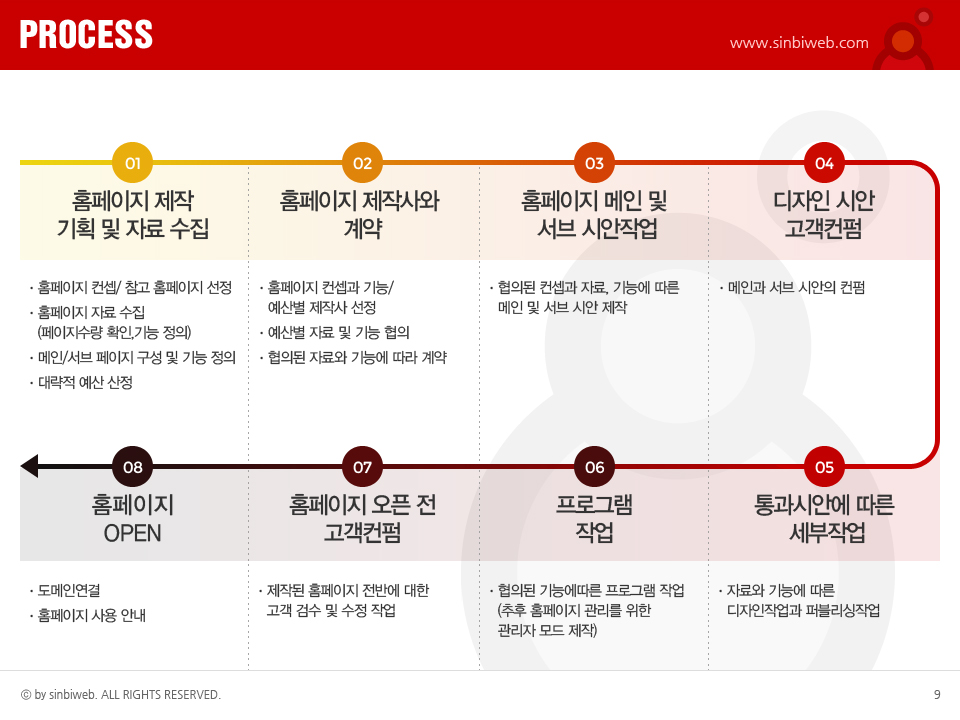 PROCESS
www.sinbiweb.com
01
홈페이지 제작
기획 및 자료 수집
· 홈페이지 컨셉/ 참고 홈페이지 선정
· 홈페이지 자료 수집
(페이지수량 확인,기능 정의)
· 메인/서브 페이지 구성 및 기능 정의
· 대략적 예산 산정
02
홈페이지 제작사와
계약
· 홈페이지 컨셉과 기능/
예산별 제작사 선정
· 예산별 자료 및 기능 협의
· 협의된 자료와 기능에 따라 계약
03
홈페이지 메인 및
서브 시안작업
· 협의된 컨셉과 자료, 기능에 따른
메인 및 서브 시안 제작
04
디자인 시안
고객컨펌
· 메인과 서브 시안의 컨펌
05
통과시안에 따른
세부작업
· 자료와 기능에 따른
디자인작업과 퍼블리싱작업
06
프로그램
작업
· 협의된 기능에따른 프로그램 작업
(추후 홈페이지 관리를 위한
관리자 모드 제작)
07
홈페이지 오픈 전
고객컨펌
· 제작된 홈페이지 전반에 대한
고객 검수 및 수정 작업
08
홈페이지
OPEN
· 도메인연결
· 홈페이지 사용 안내
ⓒ by sinbiweb. ALL RIGHTS RESERVED.
9